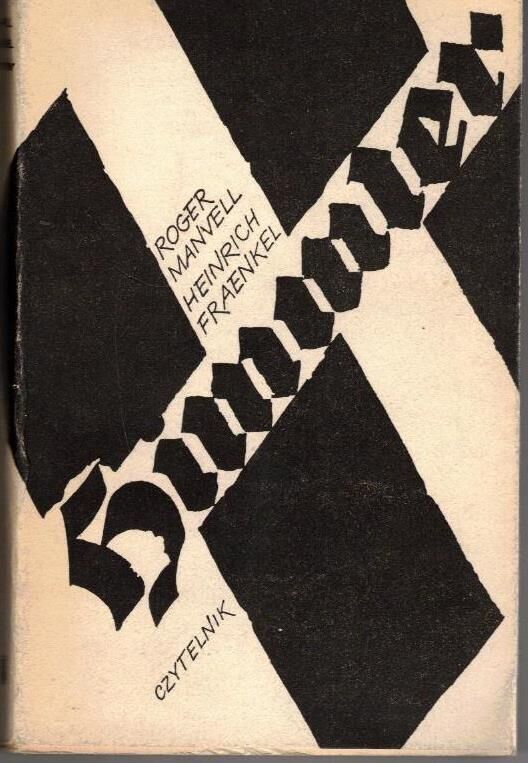 ROGER
MANVELL
HEINRICH
FRAENKEL
Himmler
CZYTELNIK